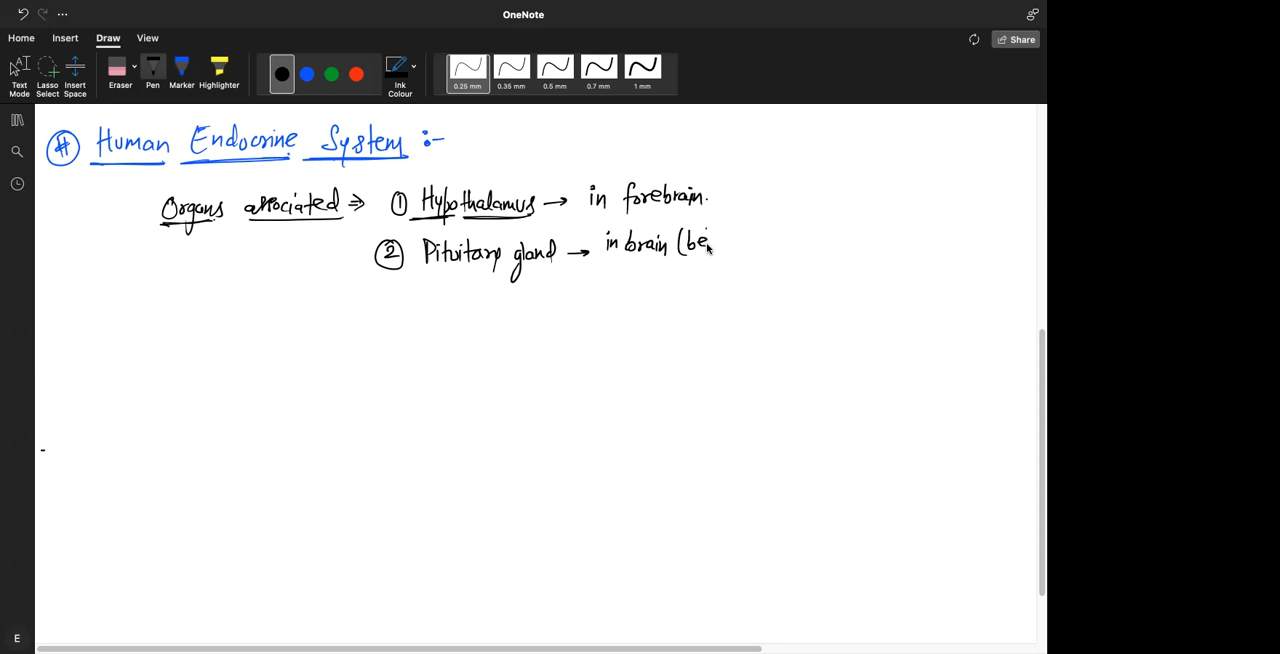 OneNote
Home Insert Draw View
Share
Text Mode Lasso Select Insert Space Eraser Pen Marker Highlighter Ink Colour 0.25 mm 0.35 mm 0.5 mm 0.7 mm 1 mm
# Human Endocrine System :-
Organs associated ⇒ ① Hypothalamus → in forebrain.
② Pituitary gland → in brain (be
E